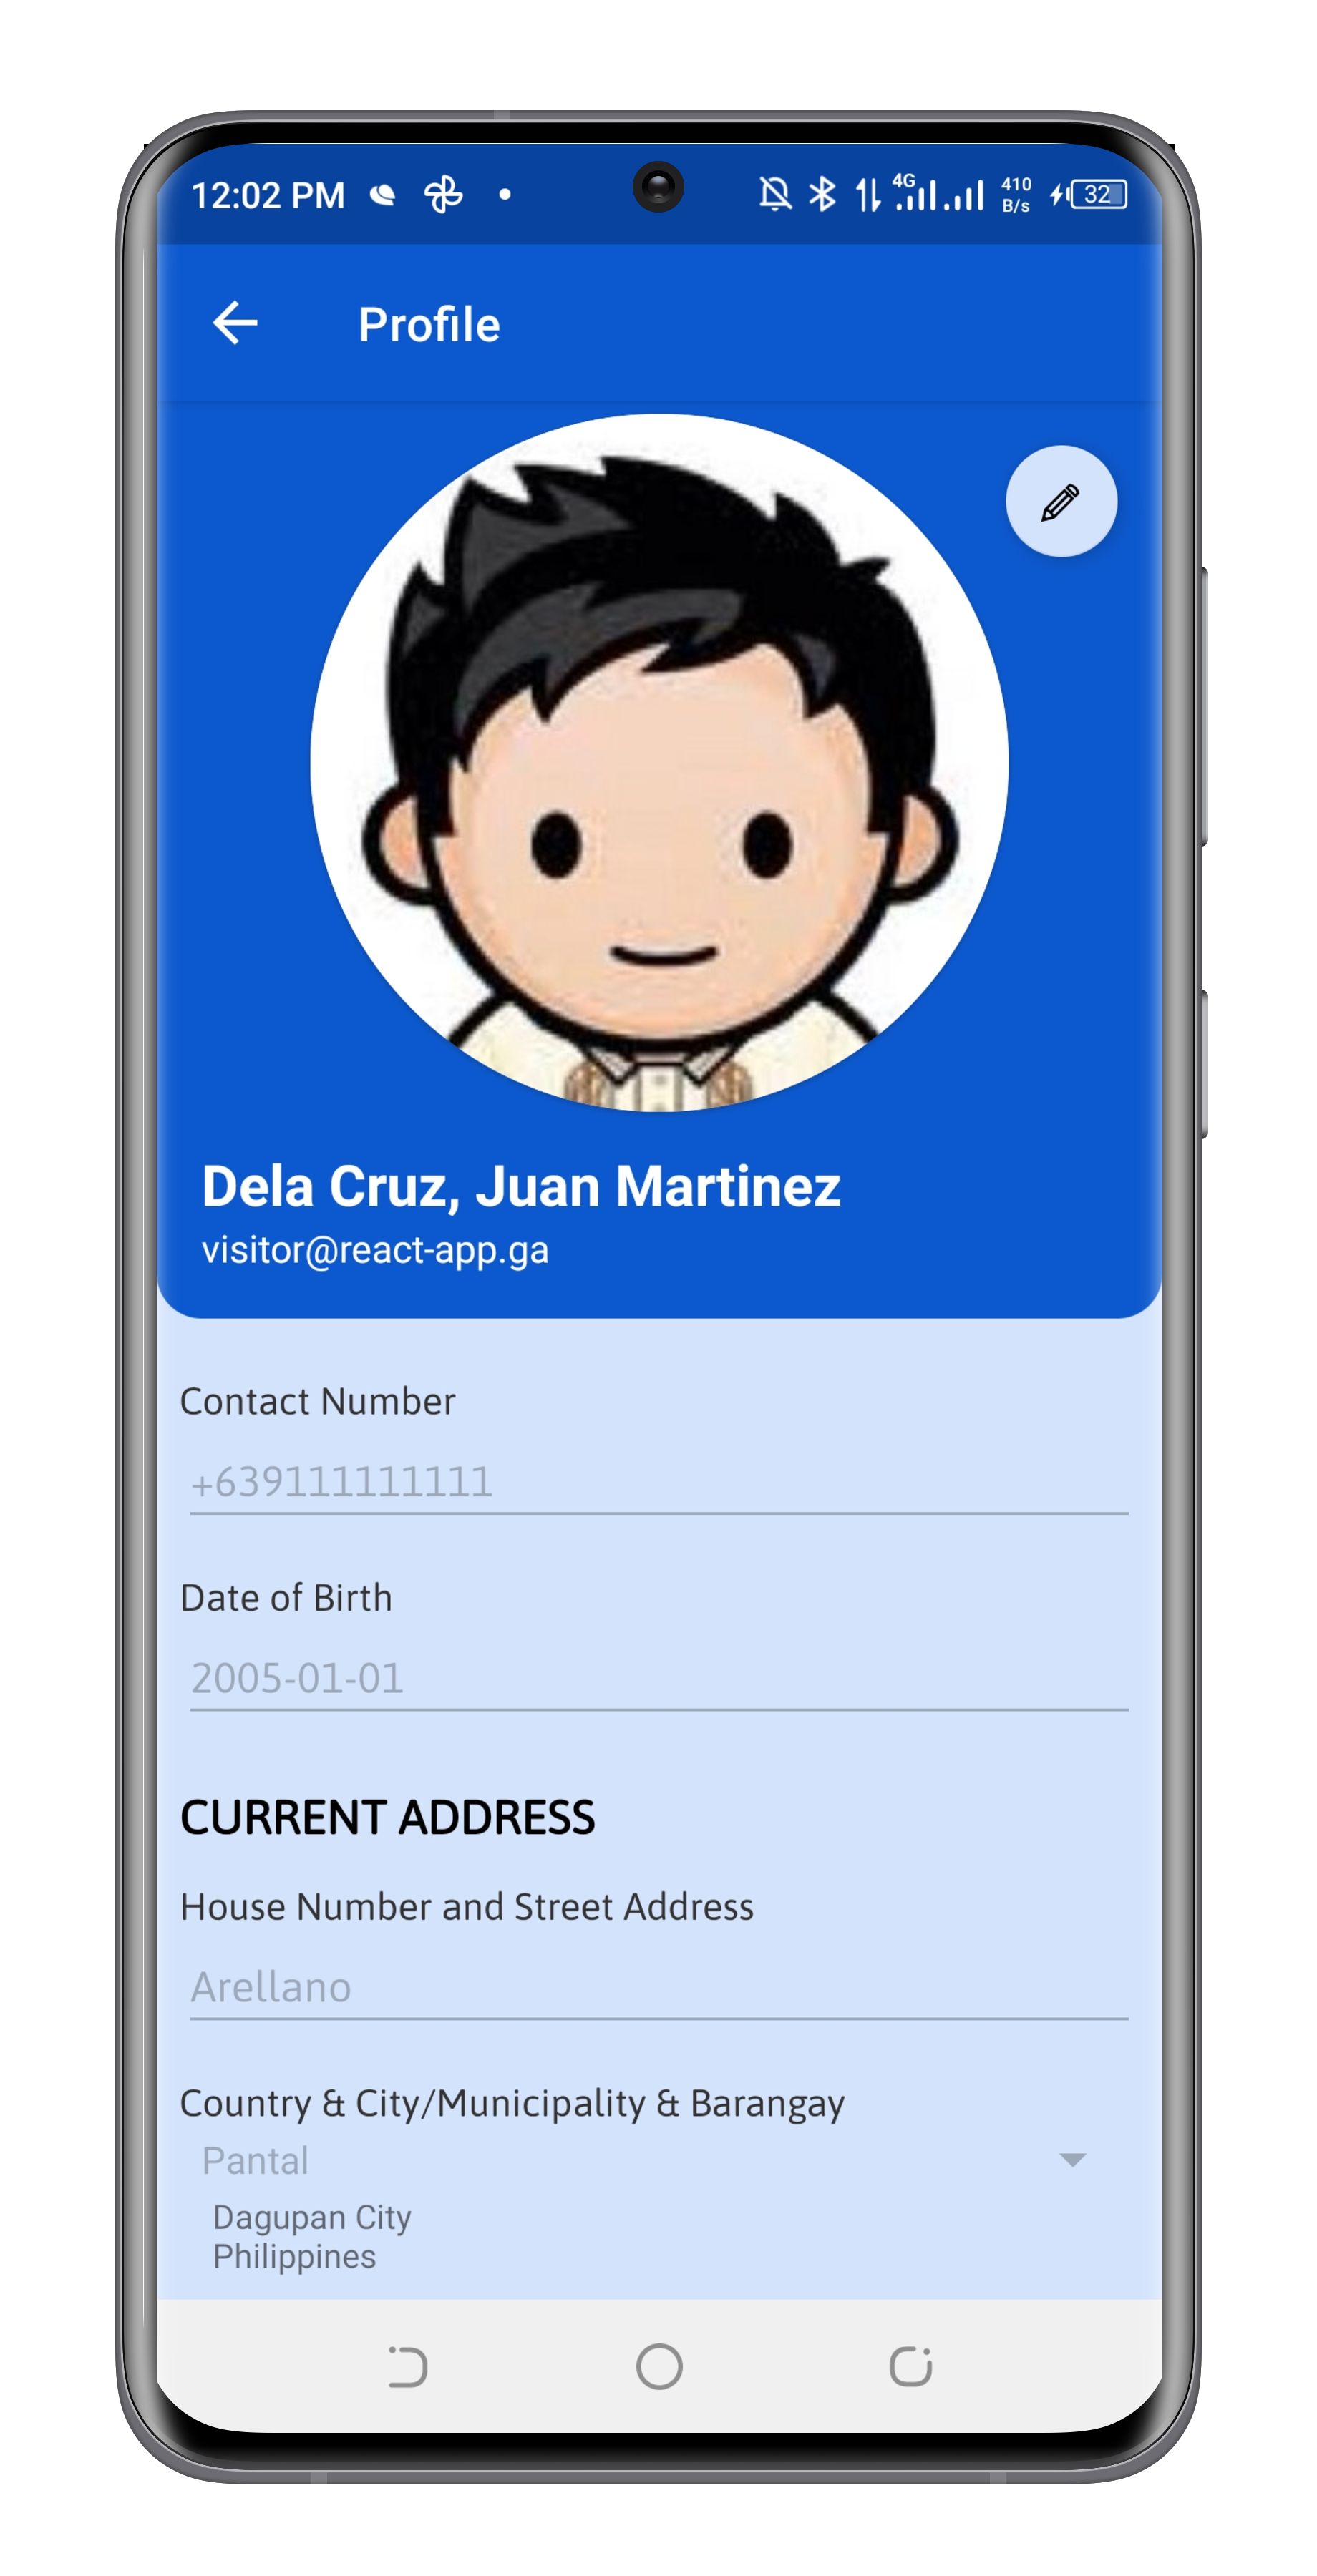 12:02 PM 4G 410 B/s 32
Profile
Dela Cruz, Juan Martinez
visitor@react-app.ga
Contact Number
+639111111111
Date of Birth
2005-01-01
CURRENT ADDRESS
House Number and Street Address
Arellano
Country & City/Municipality & Barangay
Pantal
Dagupan City
Philippines